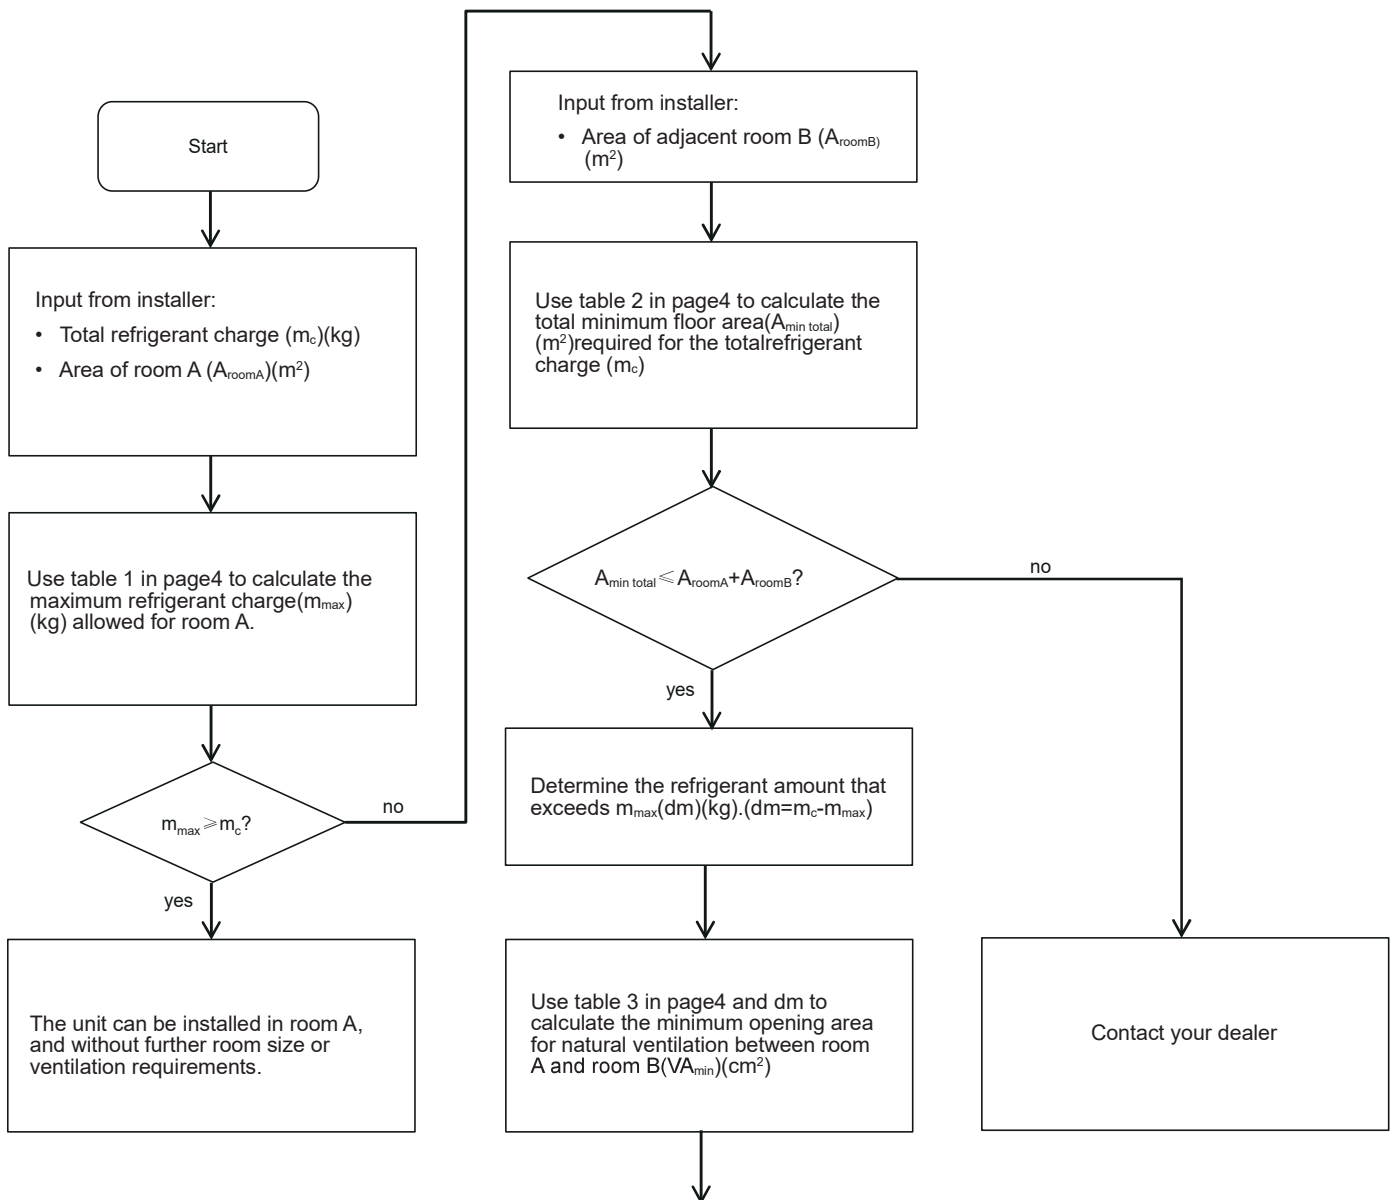 Start
Input from installer:
• Total refrigerant charge (mc)(kg)
• Area of room A (AroomA)(m²)
Use table 1 in page4 to calculate the
maximum refrigerant charge(mmax)
(kg) allowed for room A.
mmax⩾mc?
no
yes
The unit can be installed in room A,
and without further room size or
ventilation requirements.
Input from installer:
• Area of adjacent room B (AroomB)
(m²)
Use table 2 in page4 to calculate the
total minimum floor area(Amin total)
(m²)required for the totalrefrigerant
charge (mc)
Amin total⩽AroomA+AroomB?
no
yes
Determine the refrigerant amount that
exceeds mmax(dm)(kg).(dm=mc-mmax)
Use table 3 in page4 and dm to
calculate the minimum opening area
for natural ventilation between room
A and room B(VAmin)(cm²)
Contact your dealer